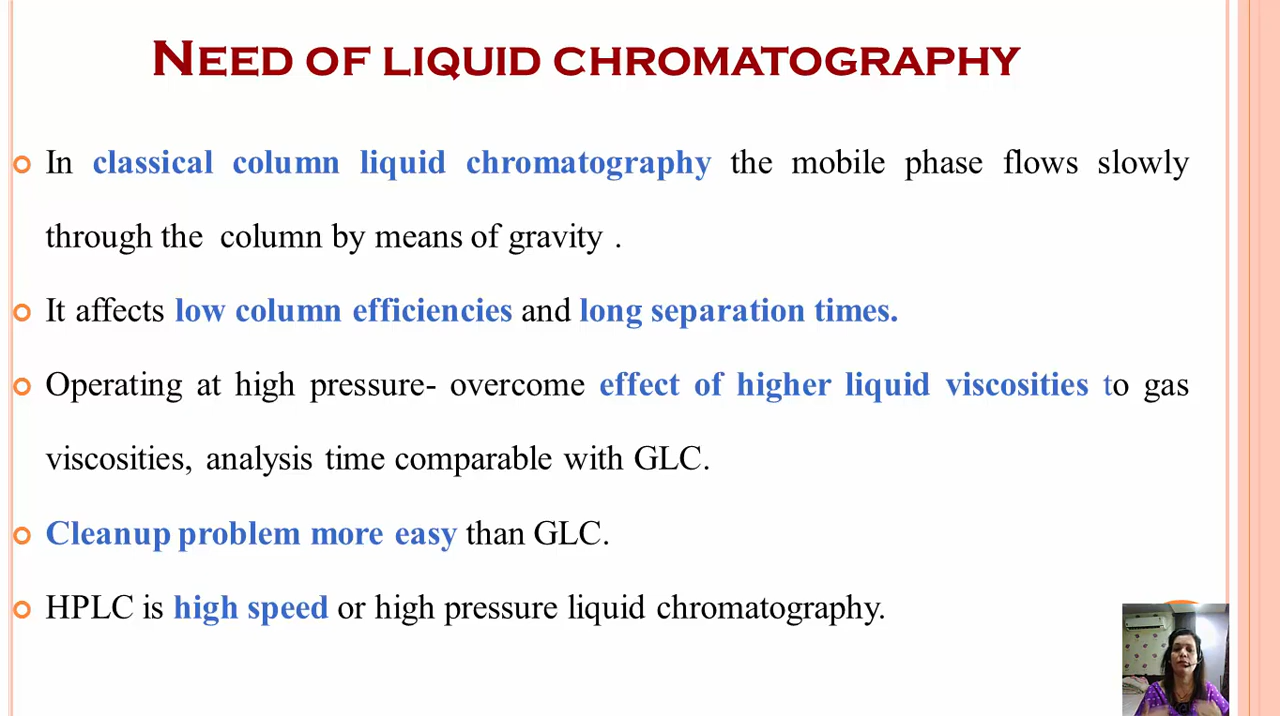 NEED OF LIQUID CHROMATOGRAPHY
In classical column liquid chromatography the mobile phase flows slowly
through the column by means of gravity .
It affects low column efficiencies and long separation times.
Operating at high pressure- overcome effect of higher liquid viscosities to gas
viscosities, analysis time comparable with GLC.
Cleanup problem more easy than GLC.
HPLC is high speed or high pressure liquid chromatography.